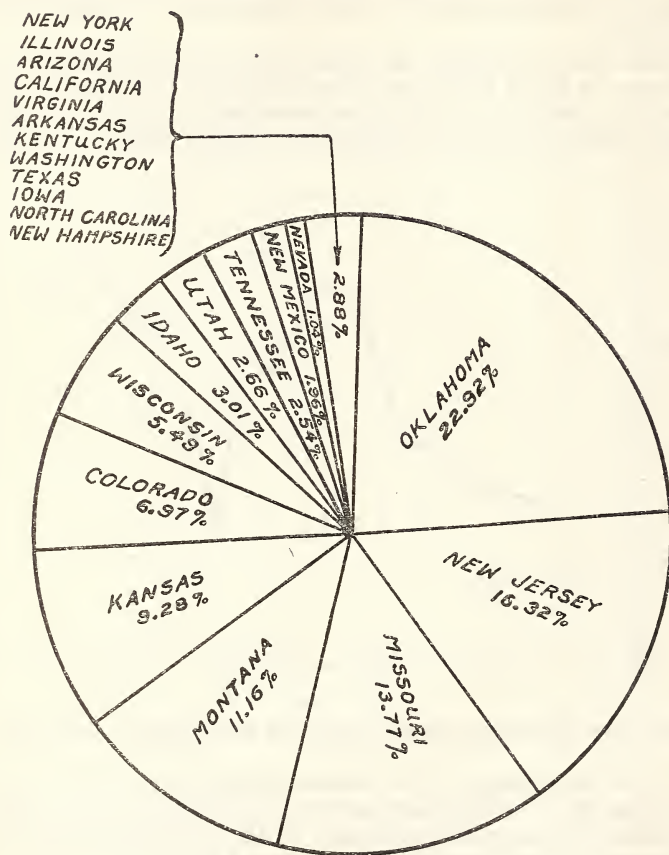 NEW YORK
ILLINOIS
ARIZONA
CALIFORNIA
VIRGINIA
ARKANSAS
KENTUCKY
WASHINGTON
TEXAS
IOWA
NORTH CAROLINA
NEW HAMPSHIRE
2.88%
OKLAHOMA
22.92%
NEW JERSEY
16.32%
MISSOURI
13.77%
MONTANA
11.16%
KANSAS
9.28%
COLORADO
6.97%
WISCONSIN
5.49%
IDAHO 3.01%
UTAH 2.66%
TENNESSEE 2.54%
NEW MEXICO 1.96%
NEVADA 1.04%